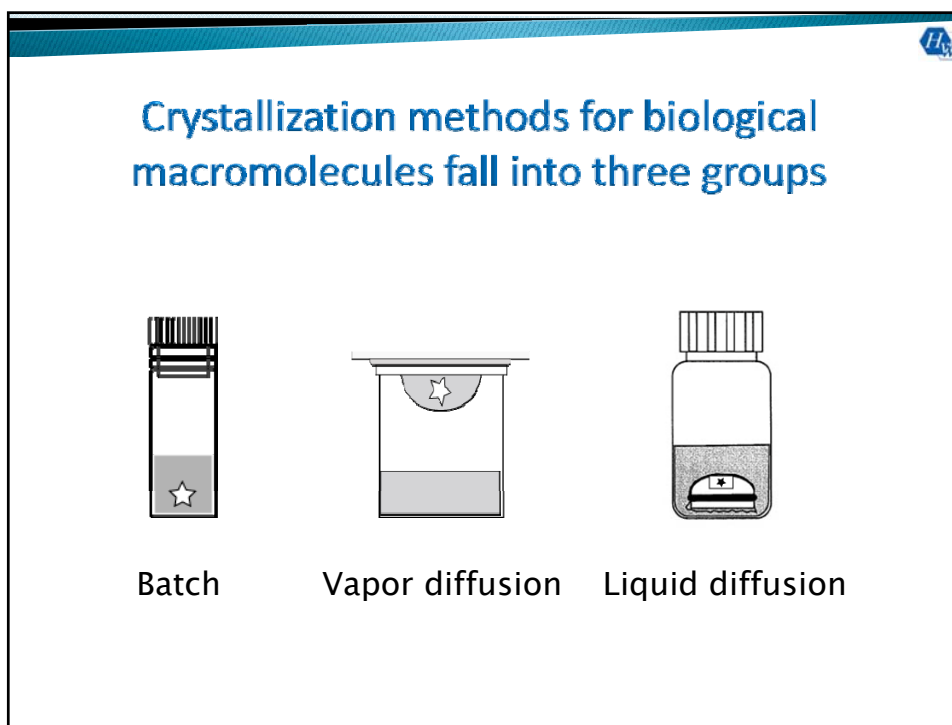 Crystallization methods for biological
macromolecules fall into three groups
Batch
Vapor diffusion
Liquid diffusion